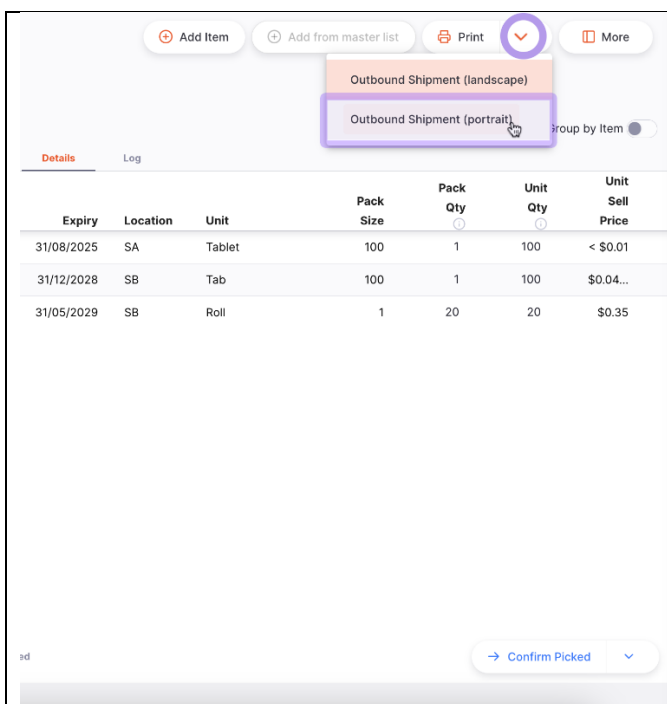 Add Item Add from master list Print More
Outbound Shipment (landscape)
Outbound Shipment (portrait)
Group by Item
Details Log
Expiry Location Unit Pack Size Pack Qty Unit Qty Unit Sell Price
31/08/2025 SA Tablet 100 1 100 < $0.01
31/12/2028 SB Tab 100 1 100 $0.04...
31/05/2029 SB Roll 1 20 20 $0.35
ed Confirm Picked